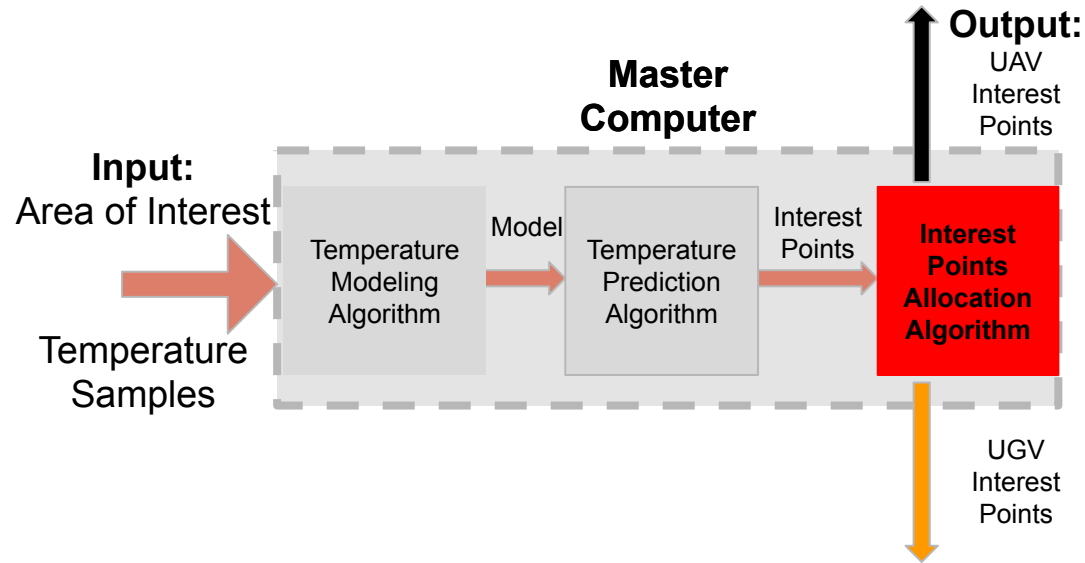 Output:
UAV
Interest
Points
Master
Computer
Input:
Area of Interest
Temperature
Samples
Temperature
Modeling
Algorithm
Model
Temperature
Prediction
Algorithm
Interest
Points
Interest
Points
Allocation
Algorithm
UGV
Interest
Points